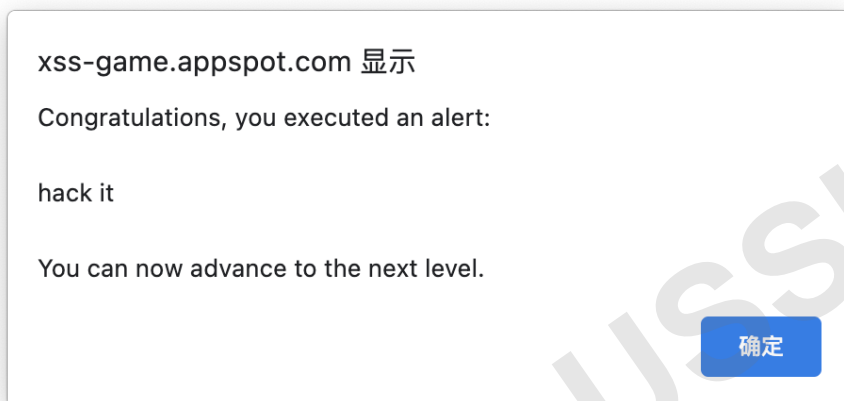 xss-game.appspot.com 显示
Congratulations, you executed an alert:
hack it
You can now advance to the next level.
确定